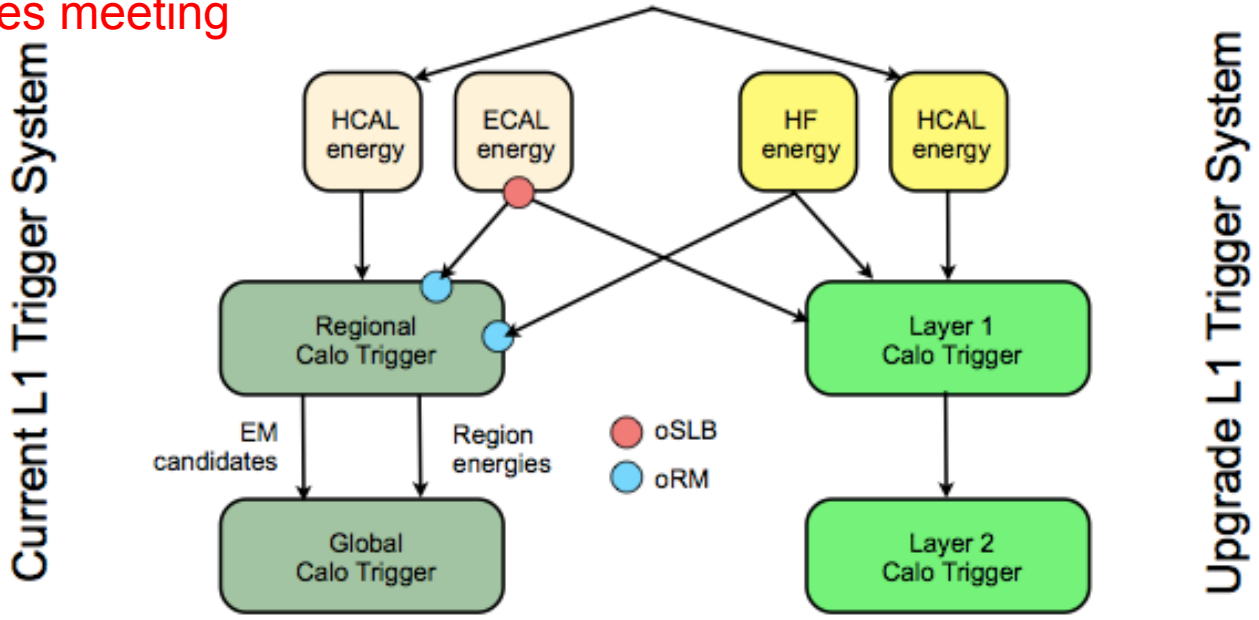 es meeting
Current L1 Trigger System
HCAL
energy
ECAL
energy
HF
energy
HCAL
energy
Upgrade L1 Trigger System
Regional
Calo Trigger
Layer 1
Calo Trigger
EM
candidates
Region
energies
oSLB
oRM
Global
Calo Trigger
Layer 2
Calo Trigger